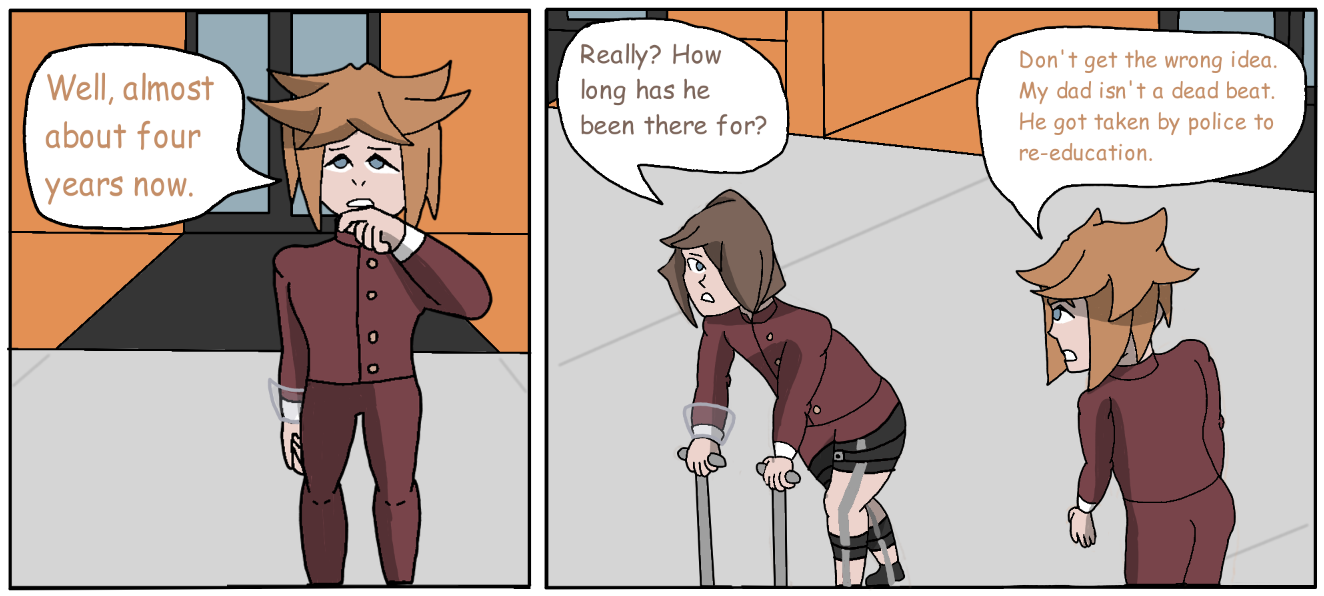 Don't get the wrong idea.
My dad isn't a dead beat.
He got taken by police to
re-education.
Really? How
long has he
been there for?
Well, almost
about four
years now.